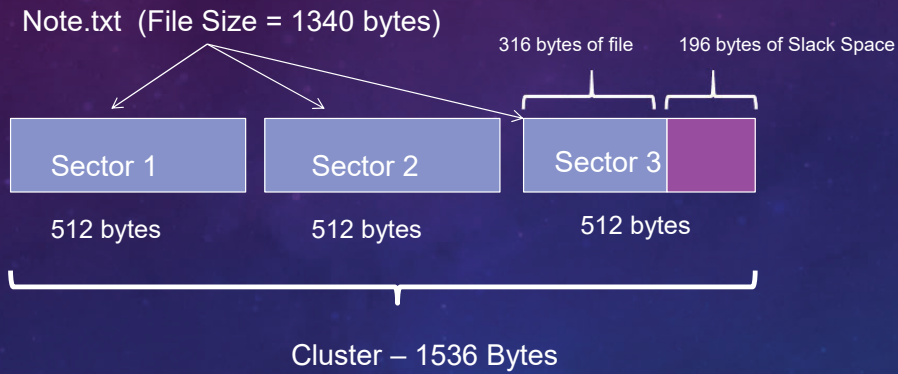 Note.txt (File Size = 1340 bytes)
316 bytes of file
196 bytes of Slack Space
Sector 1
Sector 2
Sector 3
512 bytes
512 bytes
512 bytes
Cluster – 1536 Bytes